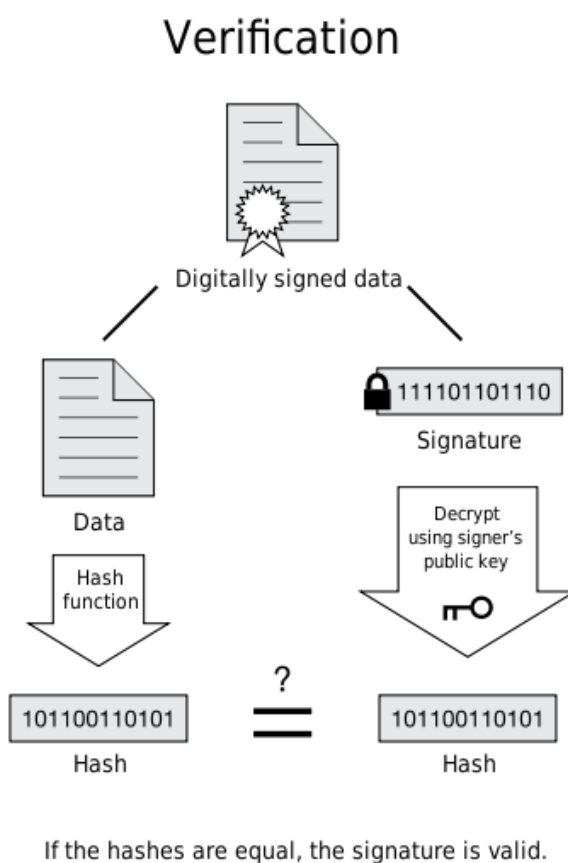 Verification
Digitally signed data
111101101110
Signature
Data
Decrypt
using signer's
public key
Hash
function
?
101100110101
101100110101
Hash
Hash
If the hashes are equal, the signature is valid.